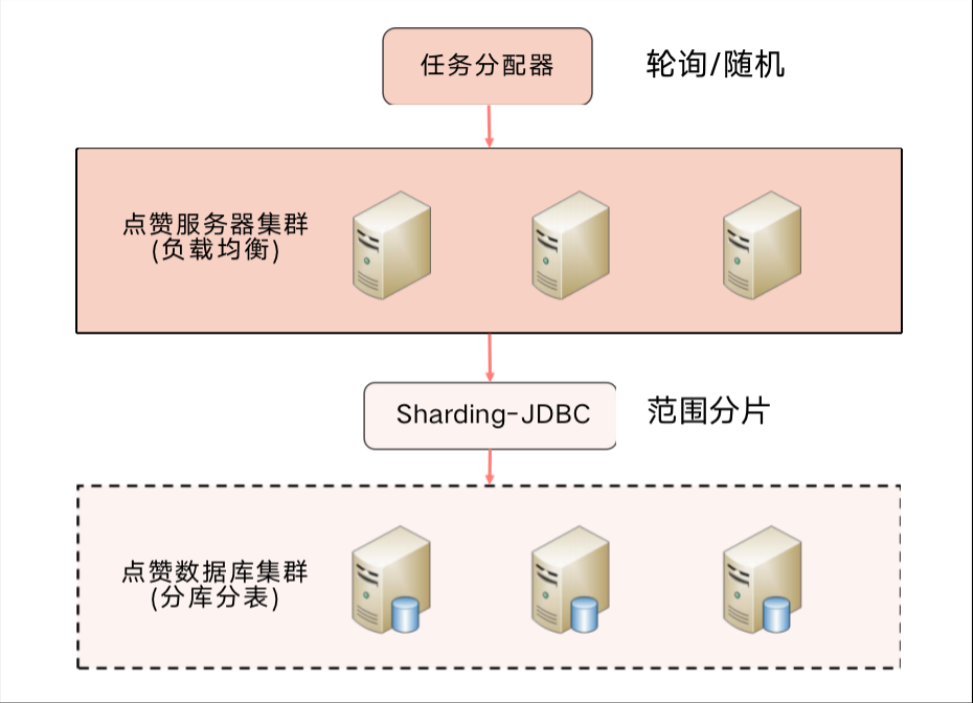 任务分配器
轮询/随机
点赞服务器集群
(负载均衡)
Sharding-JDBC
范围分片
点赞数据库集群
(分库分表)